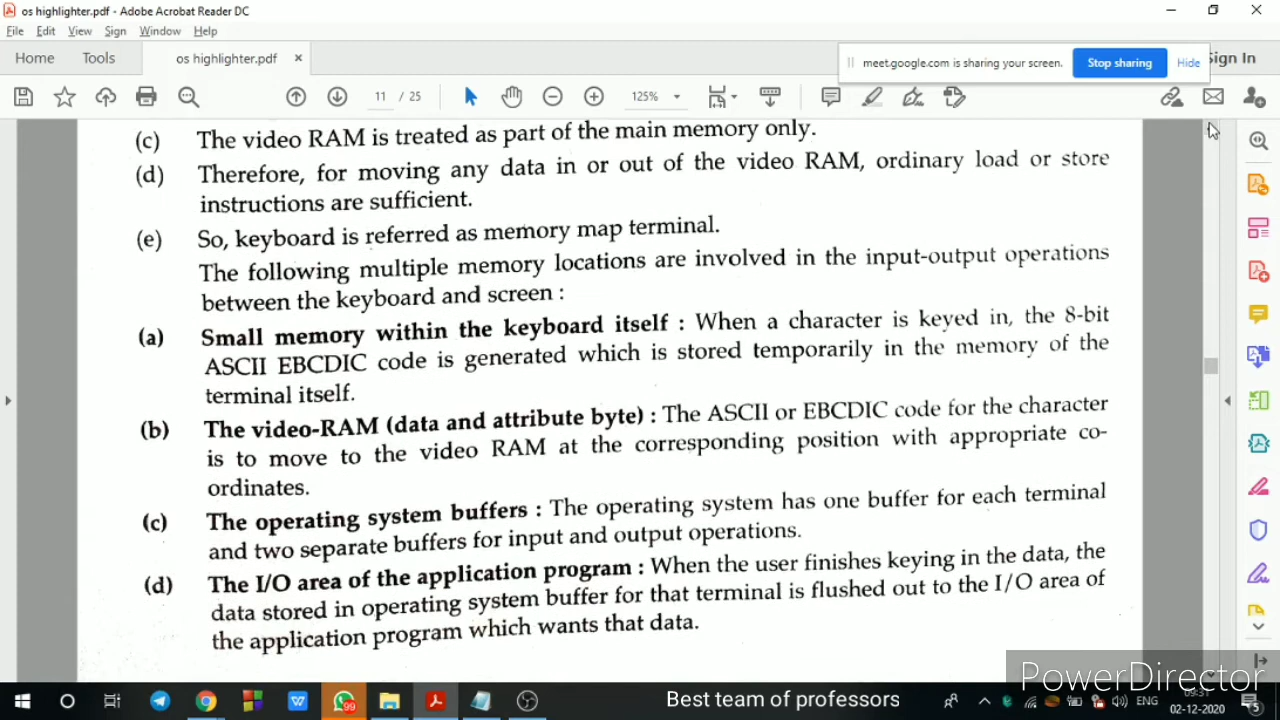 os highlighter.pdf - Adobe Acrobat Reader DC
File Edit View Sign Window Help
Home Tools os highlighter.pdf
meet.google.com is sharing your screen. Stop sharing Hide Sign In
11 / 25 125%
(c) The video RAM is treated as part of the main memory only.
(d) Therefore, for moving any data in or out of the video RAM, ordinary load or store
instructions are sufficient.
(e) So, keyboard is referred as memory map terminal.
The following multiple memory locations are involved in the input-output operations
between the keyboard and screen :
(a) Small memory within the keyboard itself : When a character is keyed in, the 8-bit
ASCII EBCDIC code is generated which is stored temporarily in the memory of the
terminal itself.
(b) The video-RAM (data and attribute byte) : The ASCII or EBCDIC code for the character
is to move to the video RAM at the corresponding position with appropriate co-
ordinates.
(c) The operating system buffers : The operating system has one buffer for each terminal
and two separate buffers for input and output operations.
(d) The I/O area of the application program : When the user finishes keying in the data, the
data stored in operating system buffer for that terminal is flushed out to the I/O area of
the application program which wants that data.
PowerDirector
99
Best team of professors
ENG
09:31
02-12-2020
5